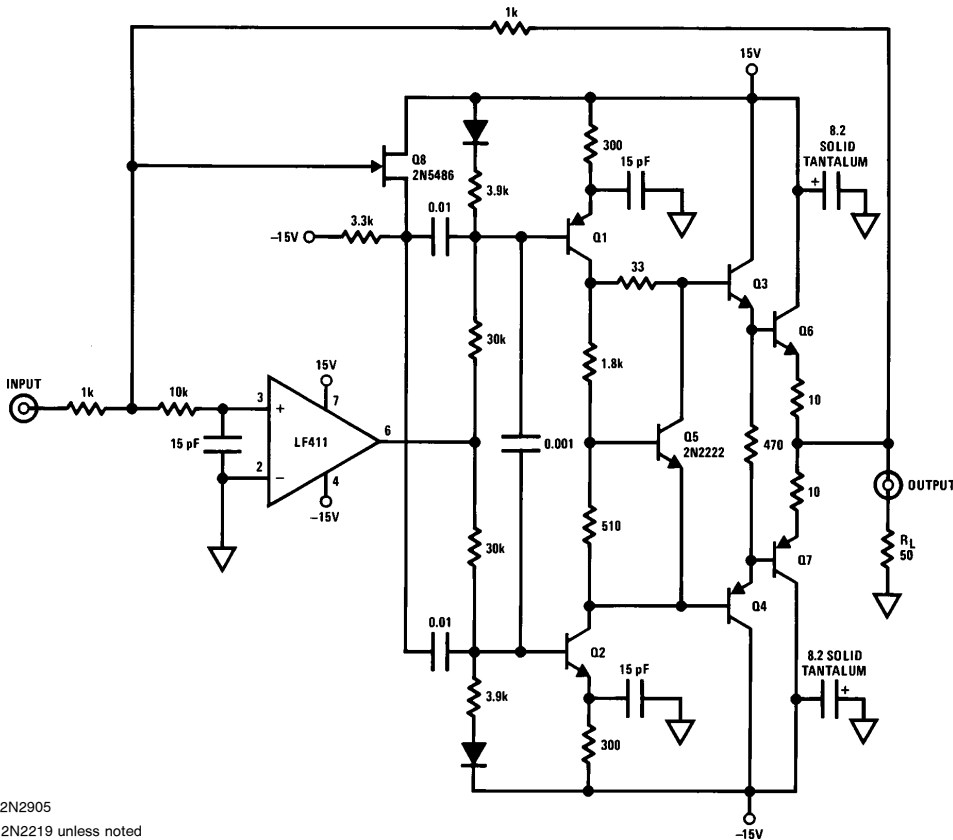 1k
15V
8.2
SOLID
TANTALUM
+
300
15 pF
Q8
2N5486
3.9k
0.01
3.3k
–15V
Q1
33
Q3
Q6
30k
1.8k
10
INPUT
1k
10k
15V
3
+
7
LF411
6
15 pF
2
–
4
–15V
0.001
Q5
2N2222
470
OUTPUT
10
30k
510
RL
50
Q7
Q4
0.01
Q2
15 pF
8.2 SOLID
TANTALUM
+
3.9k
300
2N2905
2N2219 unless noted
–15V